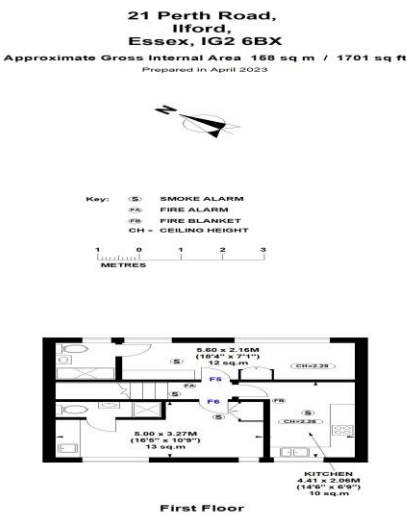 21 Perth Road,
Ilford,
Essex, IG2 6BX
Approximate Gross Internal Area 158 sq m / 1701 sq ft
Prepared in April 2023
N
Key: S SMOKE ALARM
FA FIRE ALARM
FB FIRE BLANKET
CH = CEILING HEIGHT
1 0 1 2 3
METRES
5.60 x 2.16M
(18'4" x 7'1")
12 sq.m
S
CH=2.29
F5
FA
S
F6
FB
S
S
CH=2.26
5.00 x 3.27M
(16'5" x 10'9")
13 sq.m
KITCHEN
4.41 x 2.06M
(14'6" x 6'9")
10 sq.m
First Floor